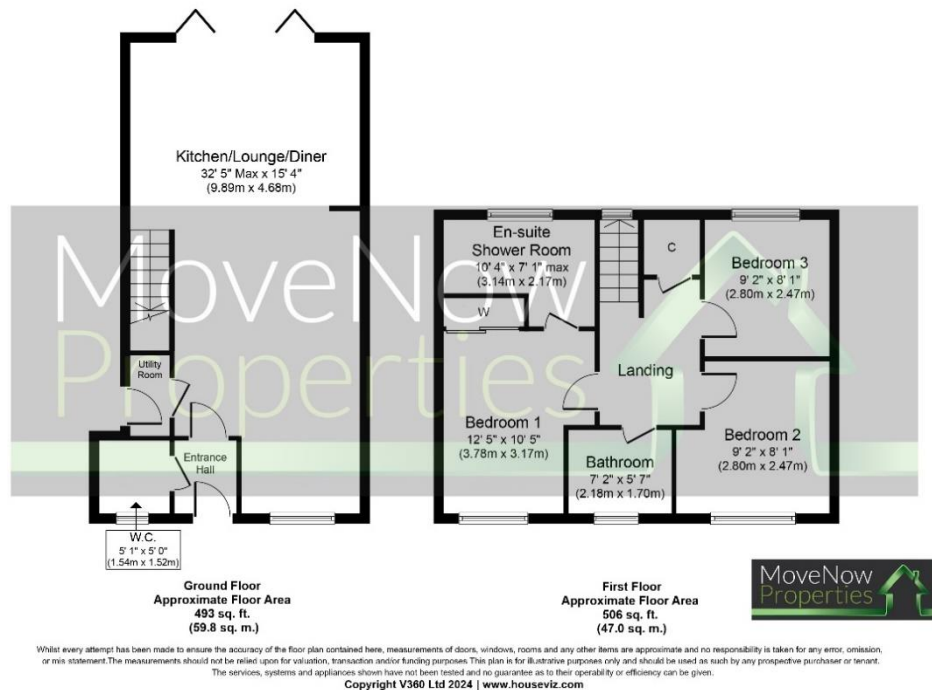 Kitchen/Lounge/Diner
32' 5" Max x 15' 4"
(9.89m x 4.68m)
Utility
Room
Entrance
Hall
W.C.
5' 1" x 5' 0"
(1.54m x 1.52m)
Ground Floor
Approximate Floor Area
493 sq. ft.
(59.8 sq. m.)
En-suite
Shower Room
10' 4" x 7' 1" max
(3.14m x 2.17m)
W
C
Bedroom 3
9' 2" x 8' 1"
(2.80m x 2.47m)
Landing
Bedroom 1
12' 5" x 10' 5"
(3.78m x 3.17m)
Bathroom
7' 2" x 5' 7"
(2.18m x 1.70m)
Bedroom 2
9' 2" x 8' 1"
(2.80m x 2.47m)
First Floor
Approximate Floor Area
506 sq. ft.
(47.0 sq. m.)
MoveNow
Properties
MoveNow
Properties
Whilst every attempt has been made to ensure the accuracy of the floor plan contained here, measurements of doors, windows, rooms and any other items are approximate and no responsibility is taken for any error, omission,
or mis statement.The measurements should not be relied upon for valuation, transaction and/or funding purposes This plan is for illustrative purposes only and should be used as such by any prospective purchaser or tenant.
The services, systems and appliances shown have not been tested and no guarantee as to their operability or efficiency can be given.
Copyright V360 Ltd 2024 | www.houseviz.com